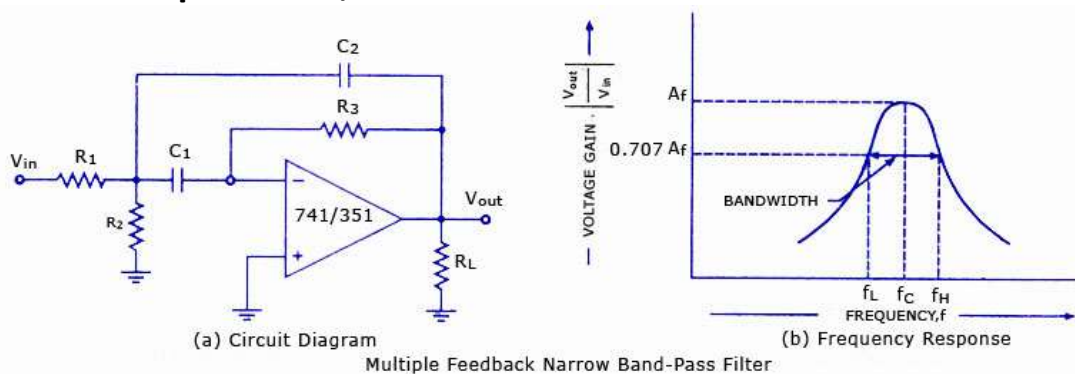 C2
R3
Vin
R1
C1
R2
−
741/351
+
Vout
RL
(a) Circuit Diagram
VOLTAGE GAIN. |Vout/Vin|
Af
0.707 Af
BANDWIDTH
fL fC fH
FREQUENCY,f
(b) Frequency Response
Multiple Feedback Narrow Band-Pass Filter